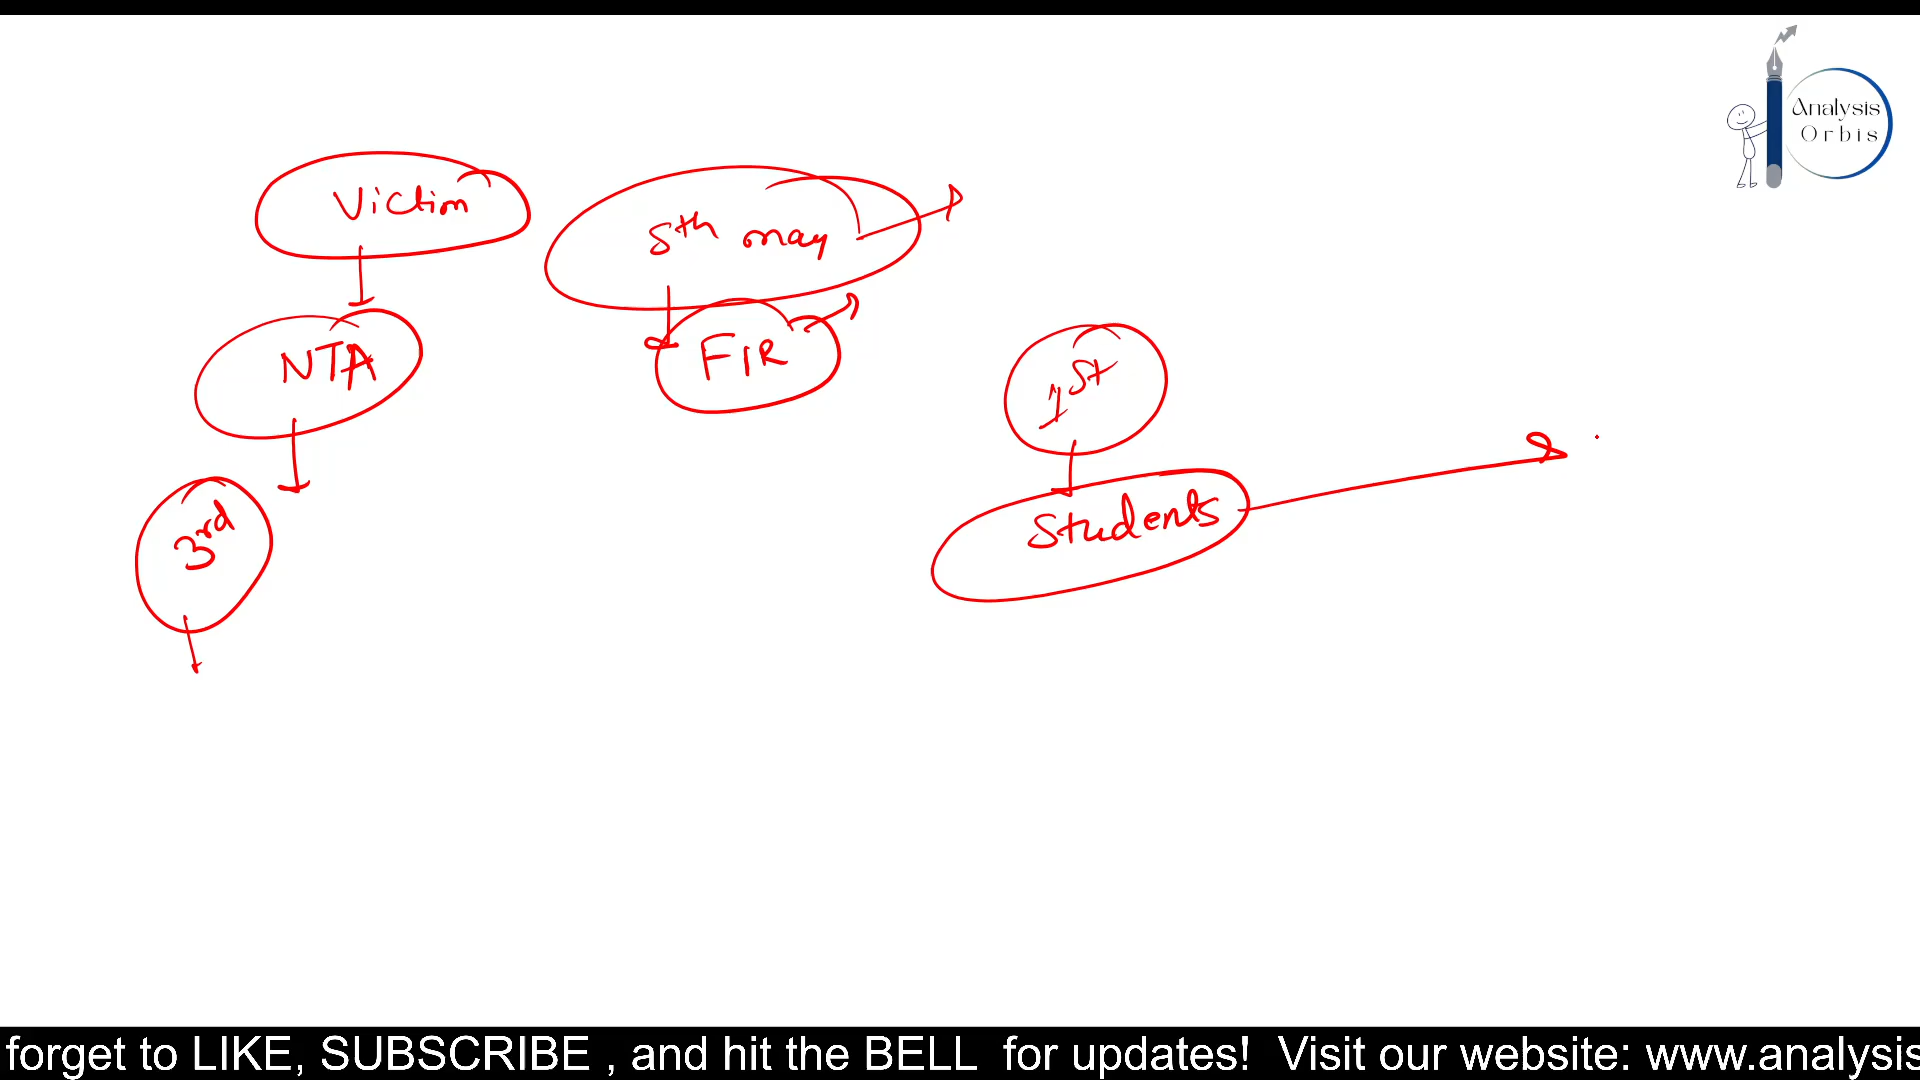 Analysis
Orbis
Victim
5th may
NTA
FIR
1st
Students
3rd
forget to LIKE, SUBSCRIBE , and hit the BELL  for updates!  Visit our website: www.analysis